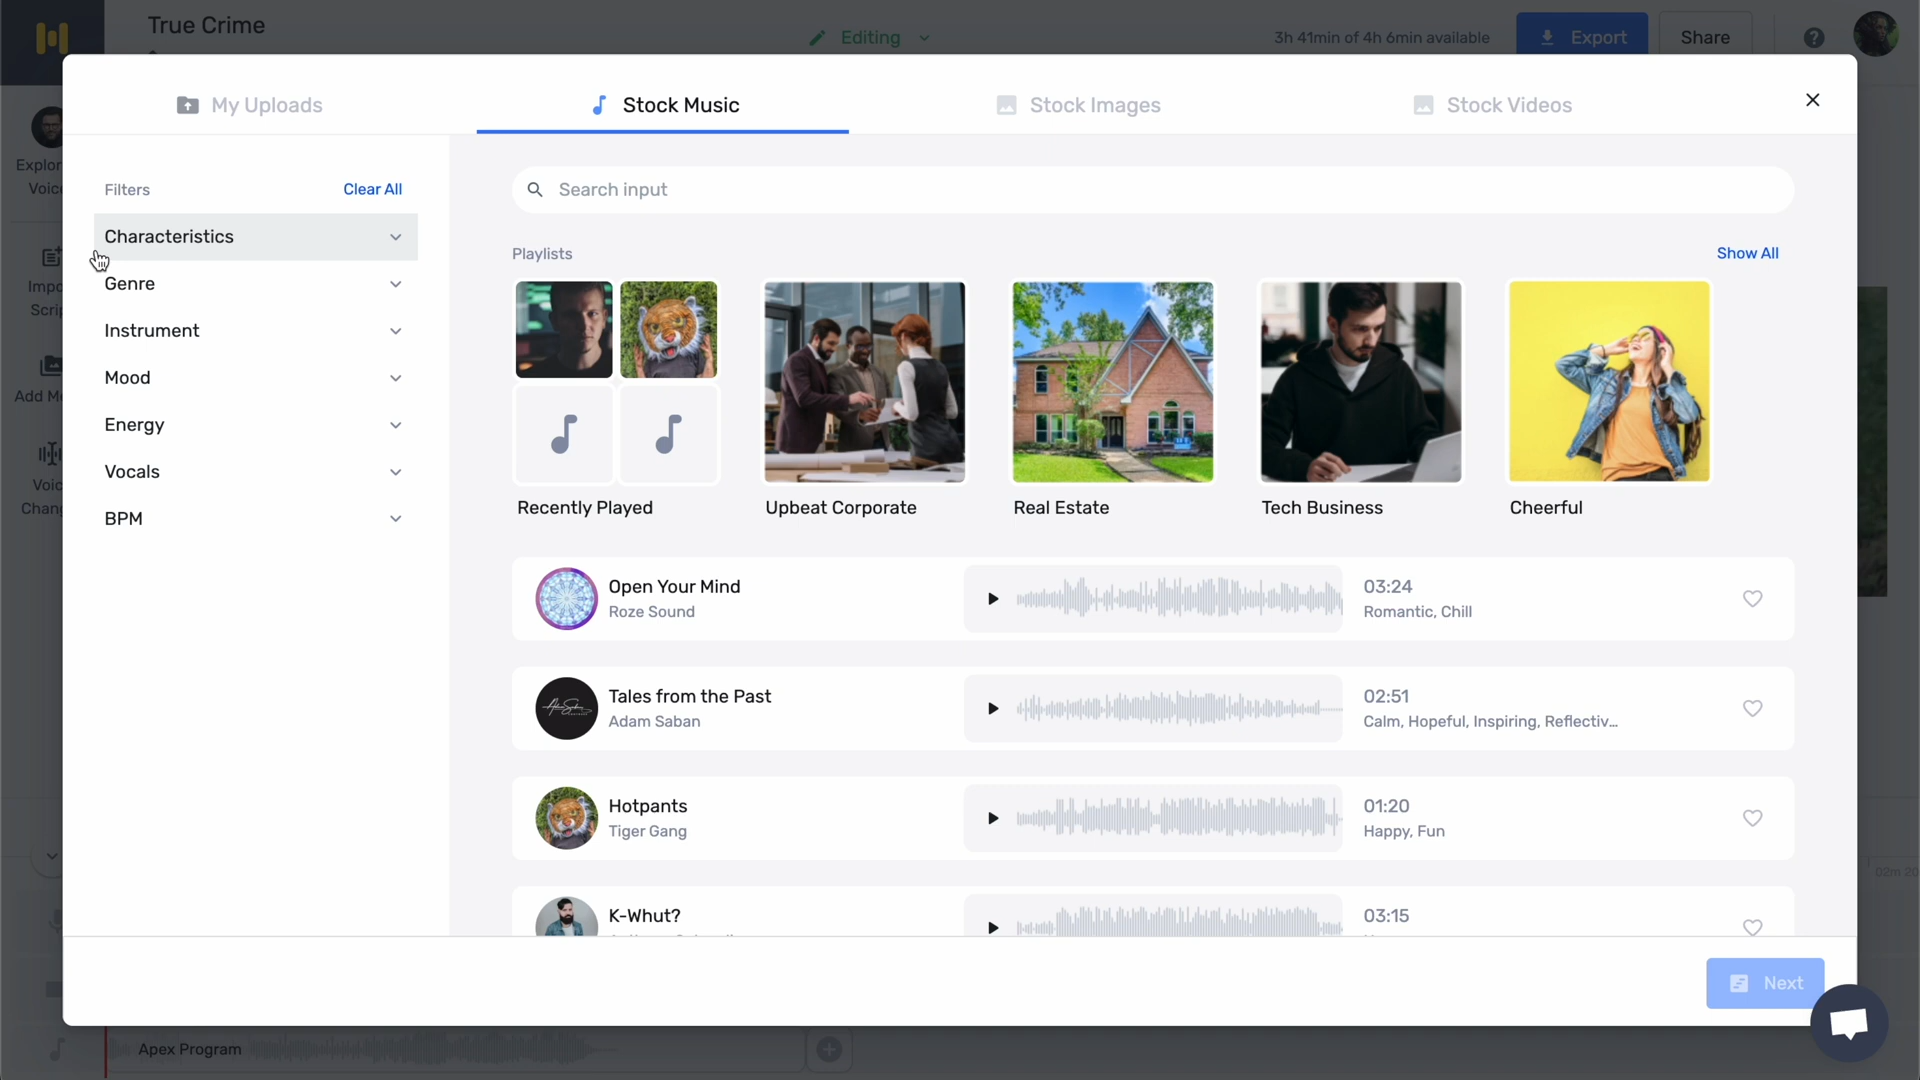 True Crime
Editing
3h 41min of 4h 6min available
Export
Share
My Uploads
Stock Music
Stock Images
Stock Videos
Filters
Clear All
Characteristics
Genre
Instrument
Mood
Energy
Vocals
BPM
Search input
Playlists
Show All
Recently Played
Upbeat Corporate
Real Estate
Tech Business
Cheerful
Open Your Mind
Roze Sound
03:24
Romantic, Chill
Tales from the Past
Adam Saban
02:51
Calm, Hopeful, Inspiring, Reflectiv...
Hotpants
Tiger Gang
01:20
Happy, Fun
K-Whut?
03:15
Next
Apex Program